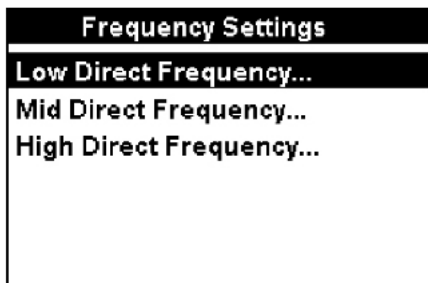 Frequency Settings
Low Direct Frequency...
Mid Direct Frequency...
High Direct Frequency...